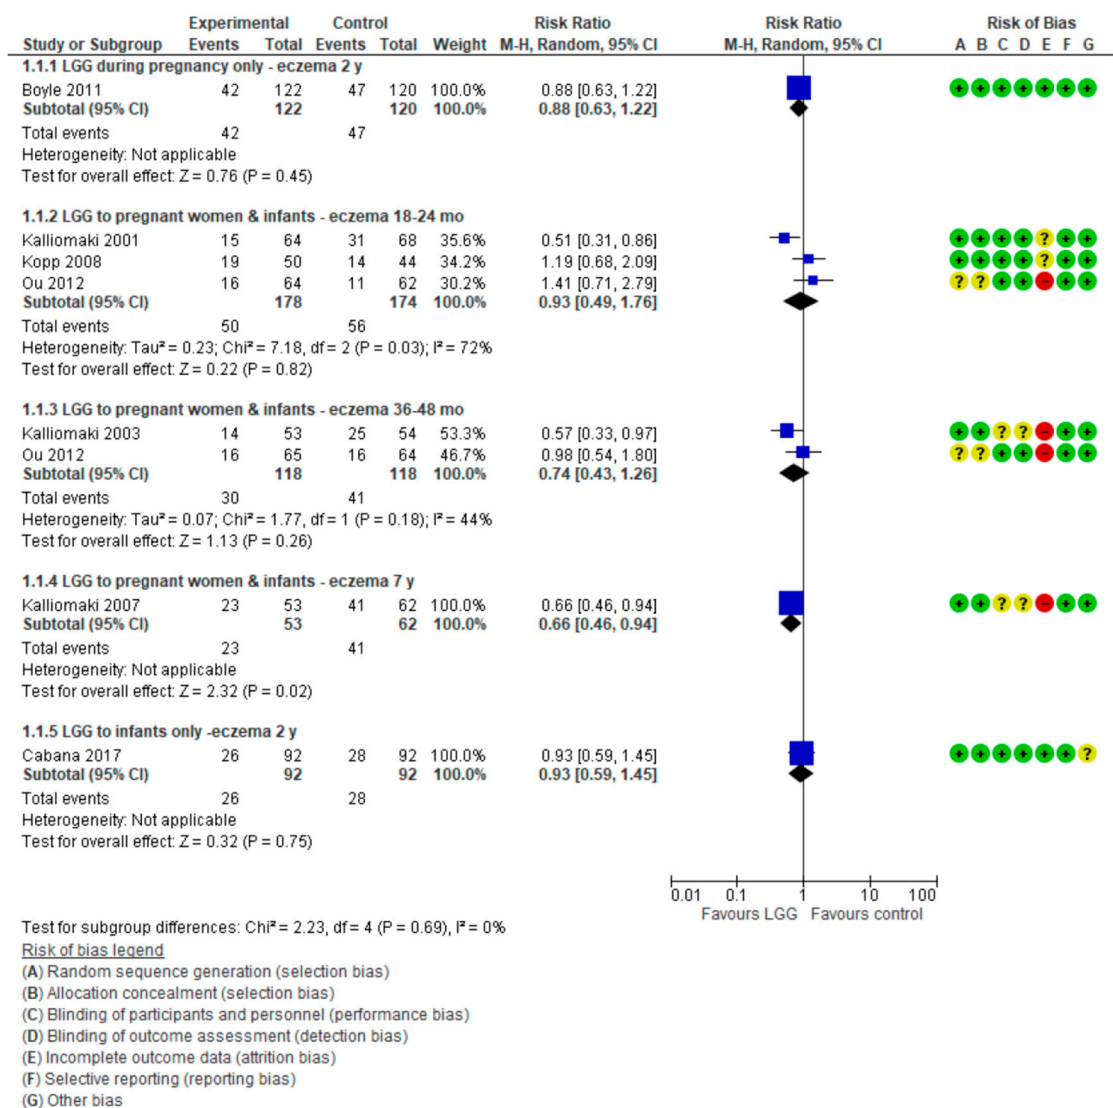 Experimental Control Risk Ratio Risk Ratio Risk of Bias
Study or Subgroup Events Total Events Total Weight M-H, Random, 95% CI M-H, Random, 95% CI A B C D E F G
1.1.1 LGG during pregnancy only - eczema 2 y
Boyle 2011 42 122 47 120 100.0% 0.88 [0.63, 1.22] + + + + + + +
Subtotal (95% CI) 122 120 100.0% 0.88 [0.63, 1.22]
Total events 42 47
Heterogeneity: Not applicable
Test for overall effect: Z = 0.76 (P = 0.45)
1.1.2 LGG to pregnant women & infants - eczema 18-24 mo
Kalliomaki 2001 15 64 31 68 35.6% 0.51 [0.31, 0.86] + + + + ? + +
Kopp 2008 19 50 14 44 34.2% 1.19 [0.68, 2.09] + + + + ? + +
Ou 2012 16 64 11 62 30.2% 1.41 [0.71, 2.79] ? ? + + - + +
Subtotal (95% CI) 178 174 100.0% 0.93 [0.49, 1.76]
Total events 50 56
Heterogeneity: Tau² = 0.23; Chi² = 7.18, df = 2 (P = 0.03); I² = 72%
Test for overall effect: Z = 0.22 (P = 0.82)
1.1.3 LGG to pregnant women & infants - eczema 36-48 mo
Kalliomaki 2003 14 53 25 54 53.3% 0.57 [0.33, 0.97] + + ? ? - + +
Ou 2012 16 65 16 64 46.7% 0.98 [0.54, 1.80] ? ? + + - + +
Subtotal (95% CI) 118 118 100.0% 0.74 [0.43, 1.26]
Total events 30 41
Heterogeneity: Tau² = 0.07; Chi² = 1.77, df = 1 (P = 0.18); I² = 44%
Test for overall effect: Z = 1.13 (P = 0.26)
1.1.4 LGG to pregnant women & infants - eczema 7 y
Kalliomaki 2007 23 53 41 62 100.0% 0.66 [0.46, 0.94] + + ? ? - + +
Subtotal (95% CI) 53 62 100.0% 0.66 [0.46, 0.94]
Total events 23 41
Heterogeneity: Not applicable
Test for overall effect: Z = 2.32 (P = 0.02)
1.1.5 LGG to infants only -eczema 2 y
Cabana 2017 26 92 28 92 100.0% 0.93 [0.59, 1.45] + + + + + + ?
Subtotal (95% CI) 92 92 100.0% 0.93 [0.59, 1.45]
Total events 26 28
Heterogeneity: Not applicable
Test for overall effect: Z = 0.32 (P = 0.75)
0.01 0.1 1 10 100
Favours LGG Favours control
Test for subgroup differences: Chi² = 2.23, df = 4 (P = 0.69), I² = 0%
Risk of bias legend
(A) Random sequence generation (selection bias)
(B) Allocation concealment (selection bias)
(C) Blinding of participants and personnel (performance bias)
(D) Blinding of outcome assessment (detection bias)
(E) Incomplete outcome data (attrition bias)
(F) Selective reporting (reporting bias)
(G) Other bias